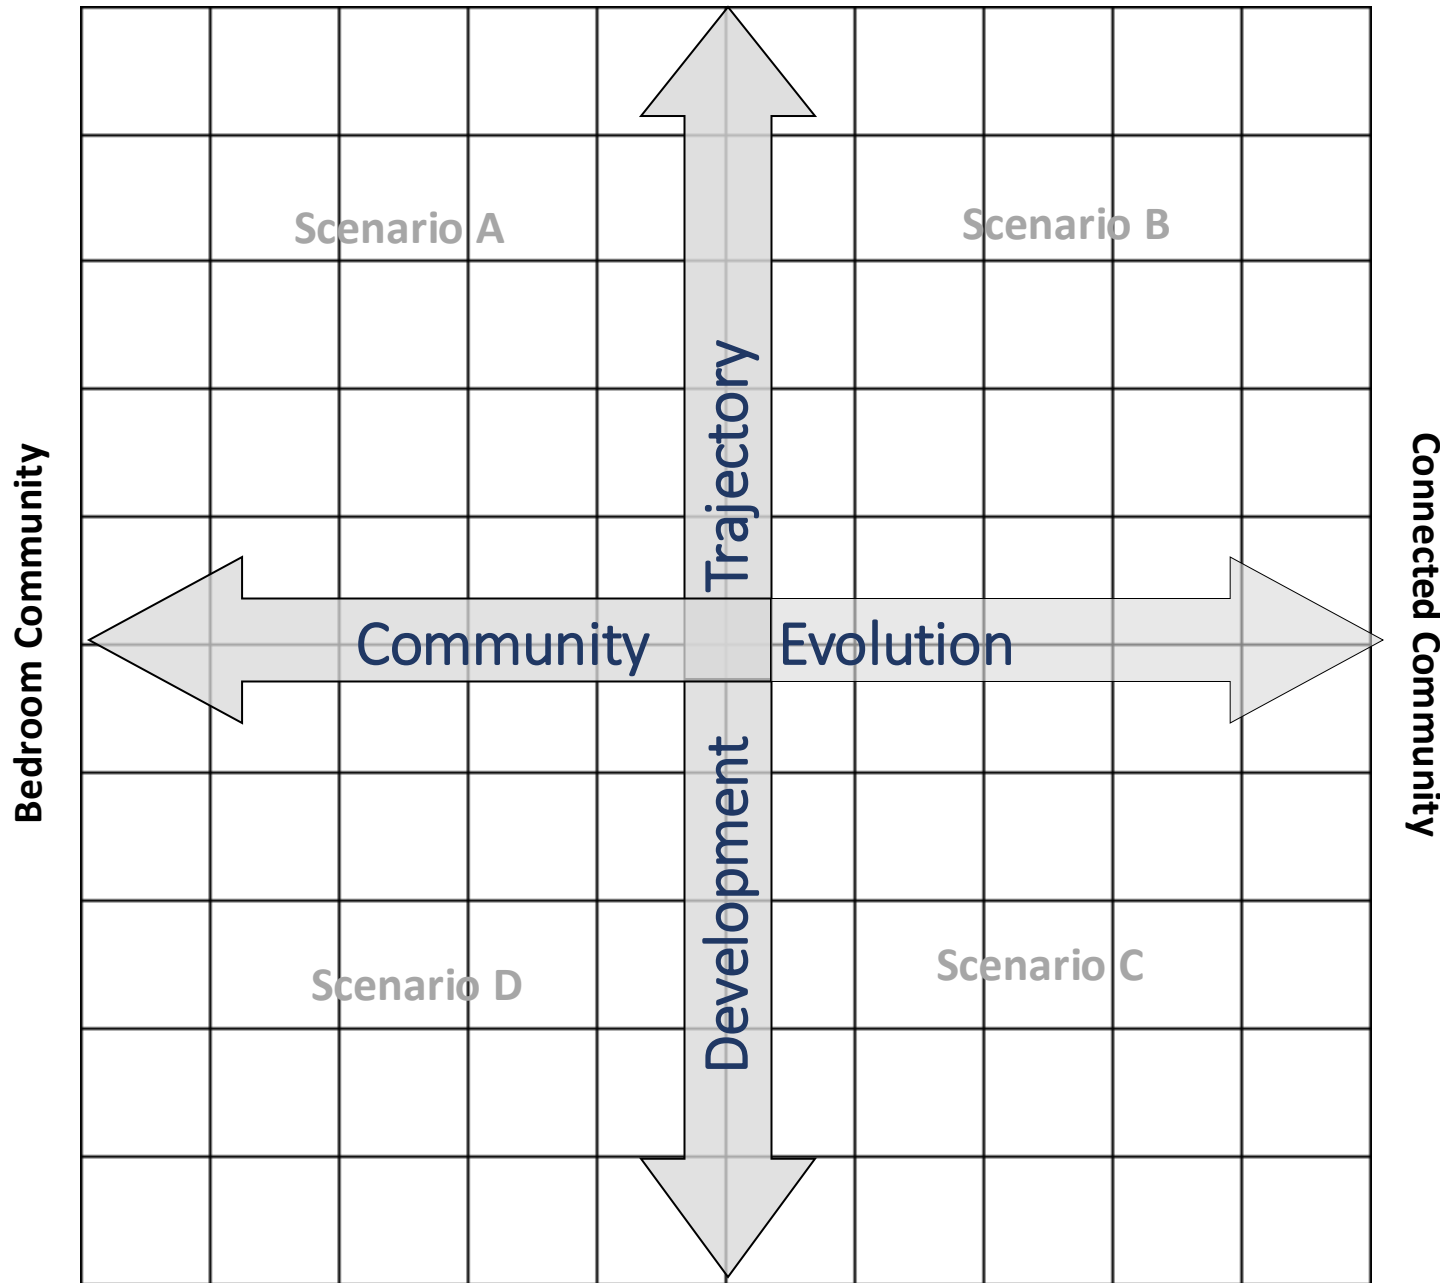 Scenario A
Scenario B
Development Trajectory
Bedroom Community
Connected Community
Community Evolution
Scenario D
Scenario C